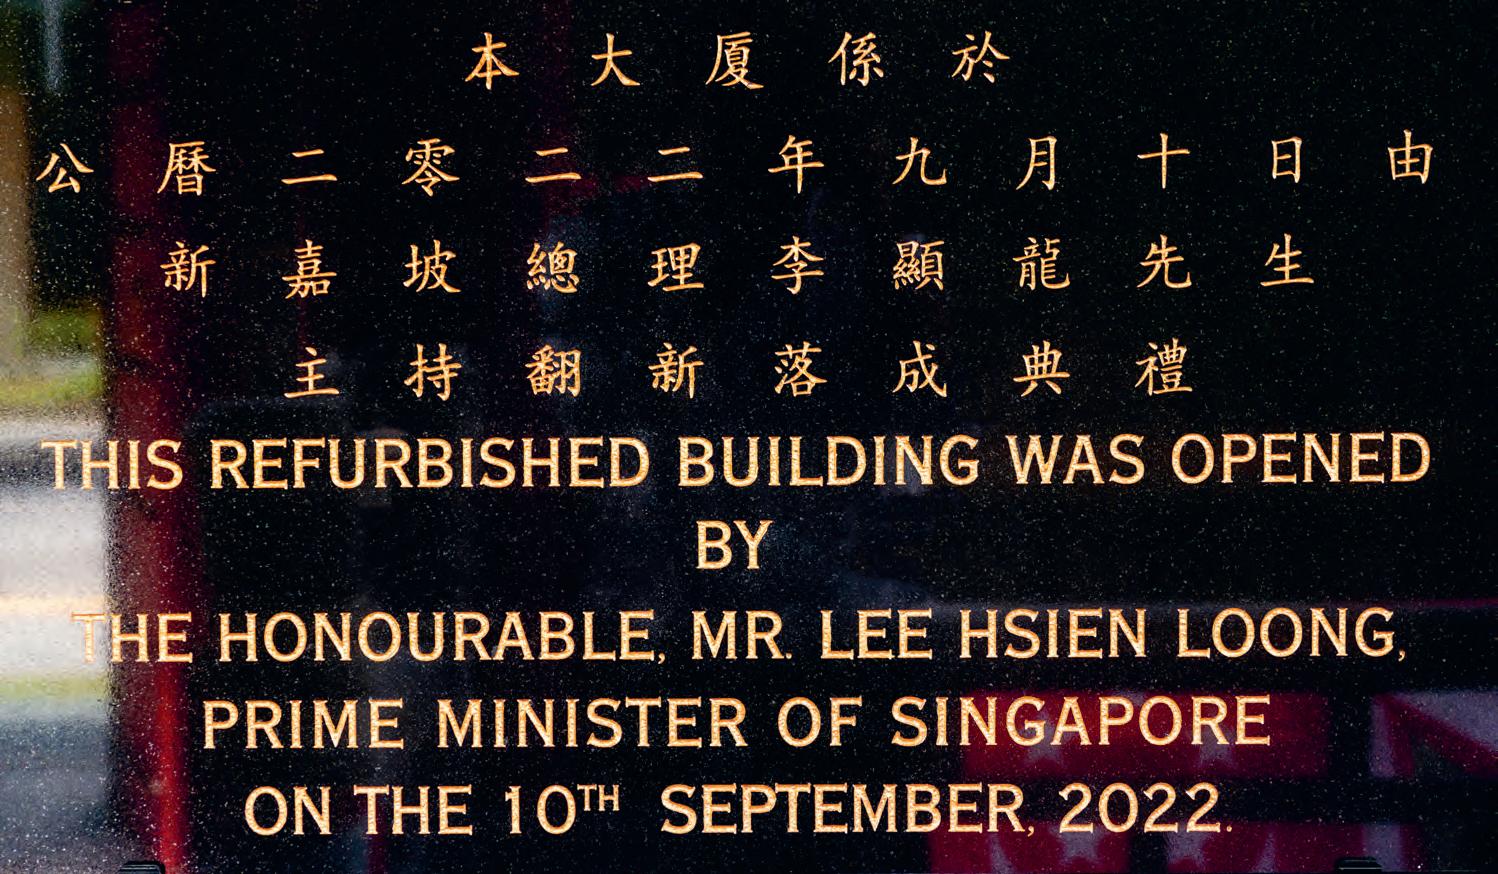 本大厦係於
公曆二零二二年九月十日由
新嘉坡總理李顯龍先生
主持翻新落成典禮
THIS REFURBISHED BUILDING WAS OPENED
BY
THE HONOURABLE, MR. LEE HSIEN LOONG,
PRIME MINISTER OF SINGAPORE
ON THE 10TH SEPTEMBER, 2022.